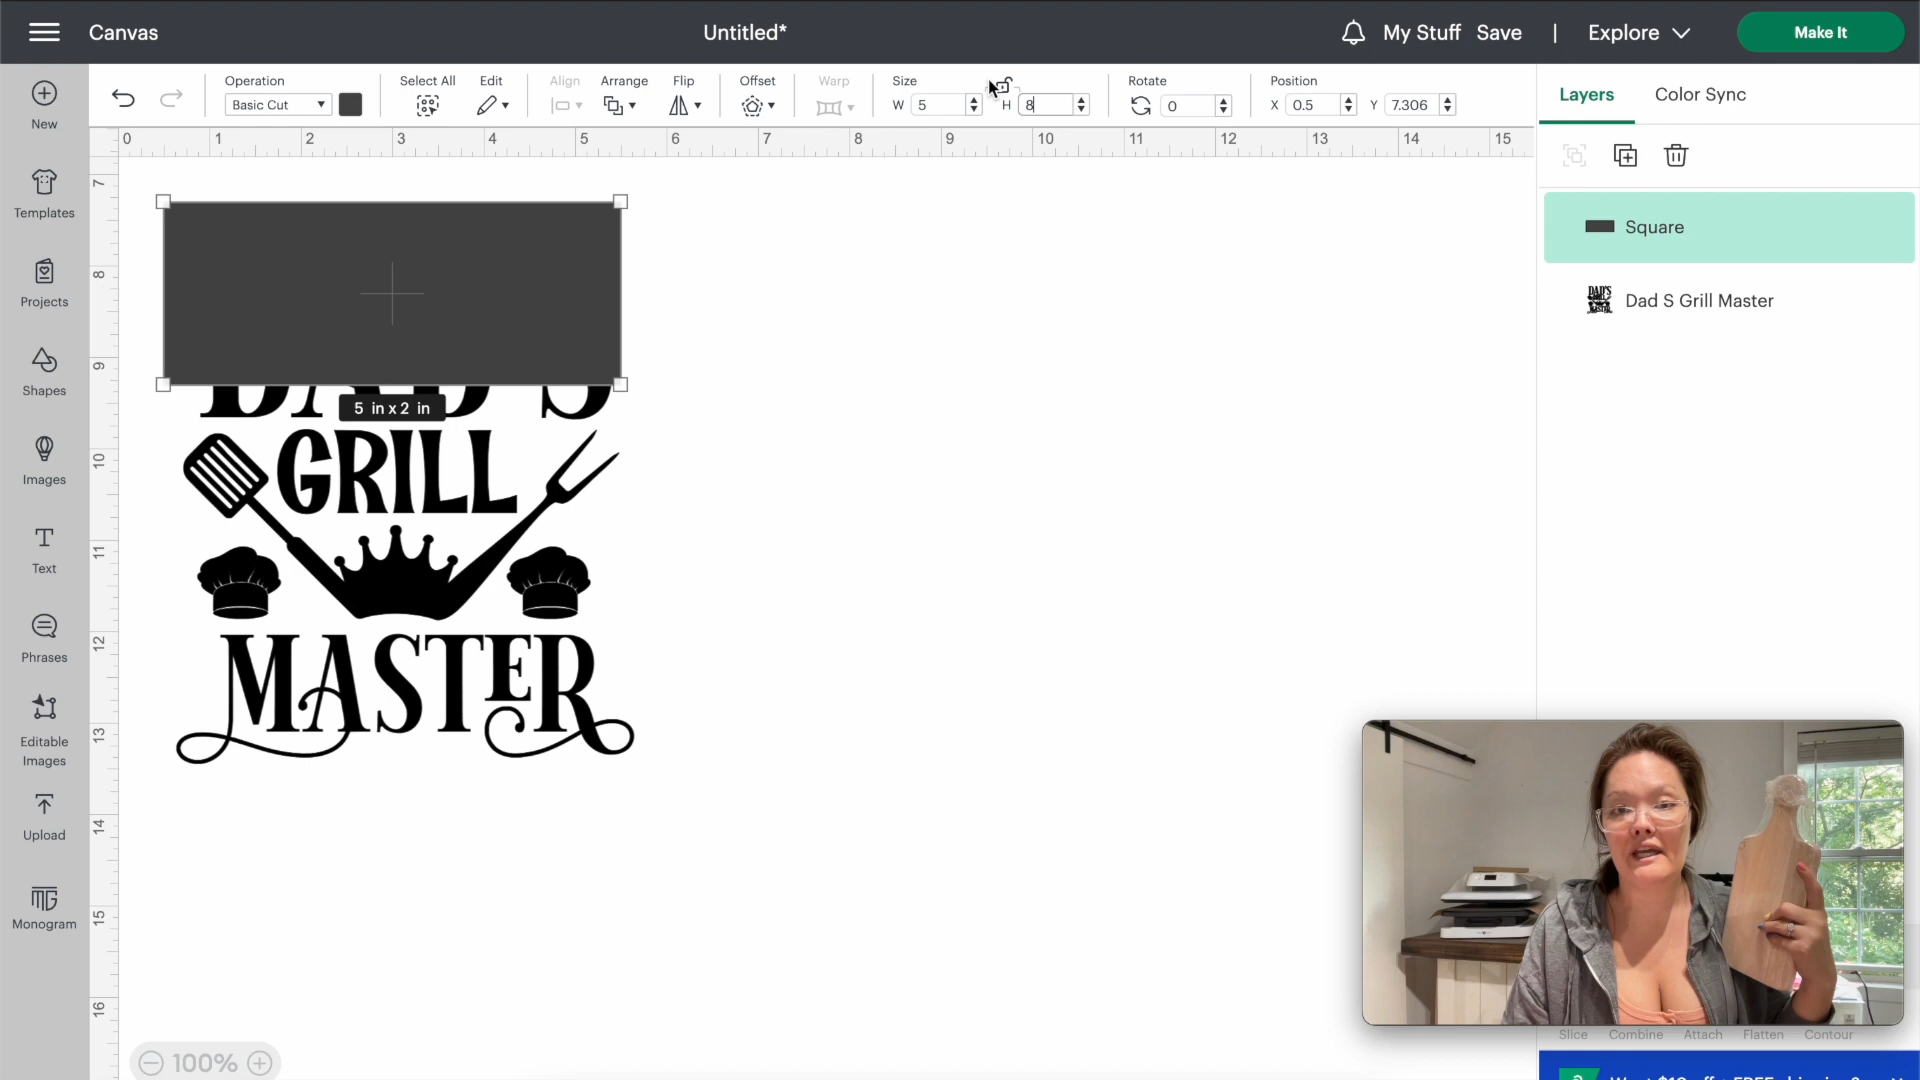 Canvas
Untitled*
My Stuff Save | Explore
Make It
Operation
Basic Cut
Select All
Edit
Align
Arrange
Flip
Offset
Warp
Size
W 5
H 8
Rotate
0
Position
X 0.5
Y 7.306
Layers
Color Sync
New
Templates
Projects
Shapes
Images
Text
Phrases
Editable
Images
Upload
Monogram
0 1 2 3 4 5 6 7 8 9 10 11 12 13 14 15
7
8
9
10
11
12
13
14
15
16
Square
Dad S Grill Master
DAD'S
5 in x 2 in
GRILL
MASTER
100%
Slice Combine Attach Flatten Contour